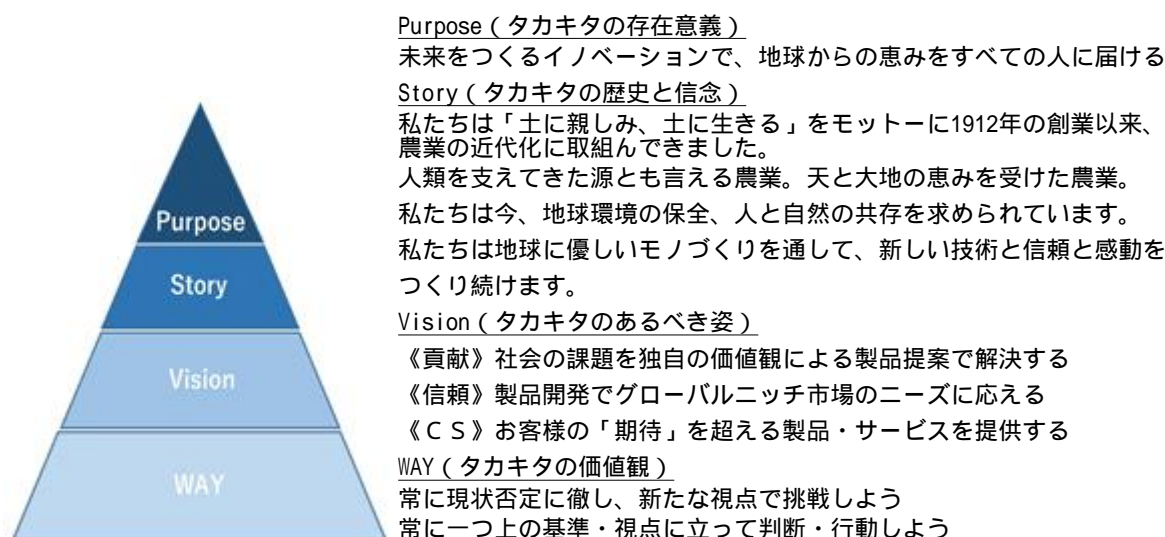 Purpose(タカキタの存在意義)
未来をつくるイノベーションで、地球からの恵みをすべての人に届ける
Story(タカキタの歴史と信念)
私たちは「土に親しみ、土に生きる」をモットーに1912年の創業以来、
農業の近代化に取組んできました。
人類を支えてきた源とも言える農業。天と大地の恵みを受けた農業。
私たちは今、地球環境の保全、人と自然の共存を求められています。
私たちは地球に優しいモノづくりを通して、新しい技術と信頼と感動を
つくり続けます。
Vision(タカキタのあるべき姿)
《貢献》社会の課題を独自の価値観による製品提案で解決する
《信頼》製品開発でグローバルニッチ市場のニーズに応える
《CS》お客様の「期待」を超える製品・サービスを提供する
WAY(タカキタの価値観)
常に現状否定に徹し、新たな視点で挑戦しよう
常に一つ上の基準・視点に立って判断・行動しよう
Purpose
Story
Vision
WAY